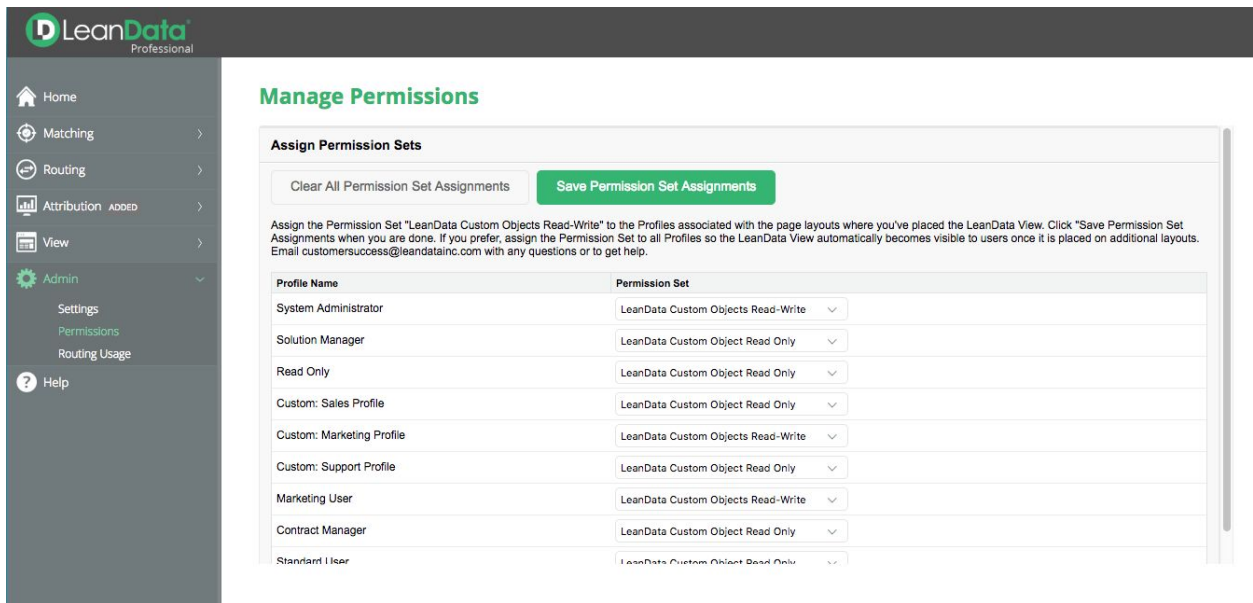 LeanData
Professional
Home
Matching
Routing
Attribution ADDED
View
Admin
Settings
Permissions
Routing Usage
? Help
Manage Permissions
Assign Permission Sets
Clear All Permission Set Assignments Save Permission Set Assignments
Assign the Permission Set "LeanData Custom Objects Read-Write" to the Profiles associated with the page layouts where you've placed the LeanData View. Click "Save Permission Set
Assignments when you are done. If you prefer, assign the Permission Set to all Profiles so the LeanData View automatically becomes visible to users once it is placed on additional layouts.
Email customersuccess@leandatainc.com with any questions or to get help.
Profile Name Permission Set
System Administrator LeanData Custom Objects Read-Write
Solution Manager LeanData Custom Object Read Only
Read Only LeanData Custom Object Read Only
Custom: Sales Profile LeanData Custom Object Read Only
Custom: Marketing Profile LeanData Custom Objects Read-Write
Custom: Support Profile LeanData Custom Object Read Only
Marketing User LeanData Custom Objects Read-Write
Contract Manager LeanData Custom Object Read Only
Standard User LeanData Custom Object Read Only